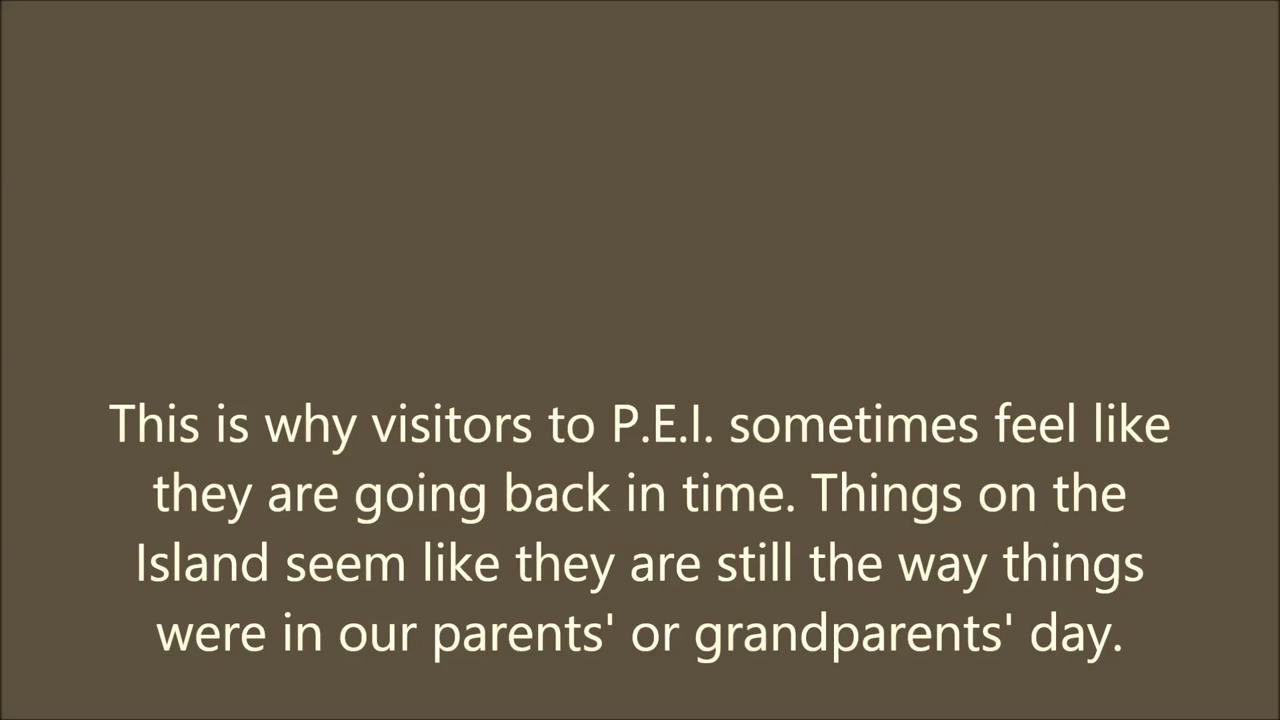 This is why visitors to P.E.I. sometimes feel like
they are going back in time. Things on the
Island seem like they are still the way things
were in our parents' or grandparents' day.